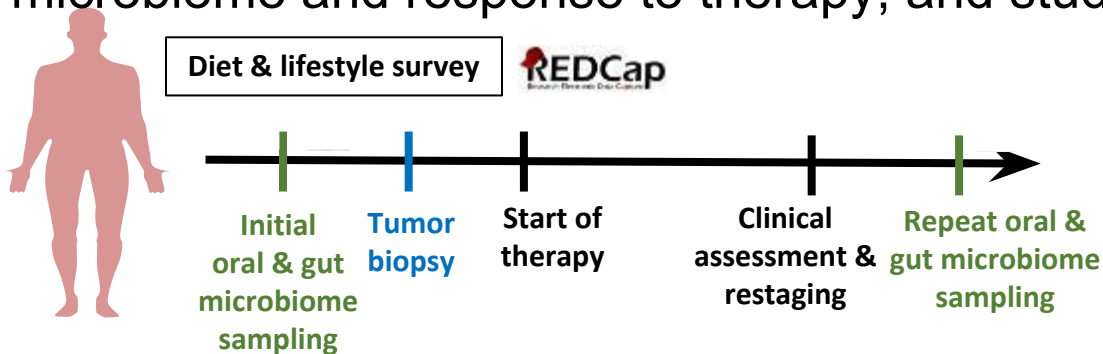 microbiome and response to therapy, and stud
Diet & lifestyle survey
REDCap
Initial
oral & gut
microbiome
sampling
Tumor
biopsy
Start of
therapy
Clinical
assessment &
restaging
Repeat oral &
gut microbiome
sampling